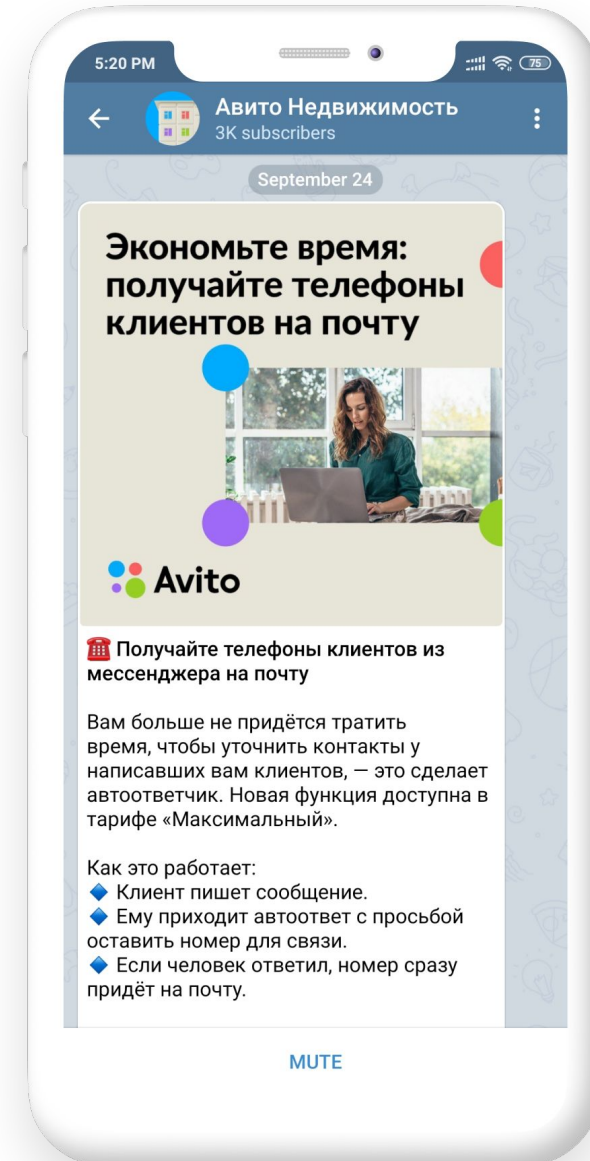 5:20 PM
75
Авито Недвижимость
3K subscribers
September 24
Экономьте время:
получайте телефоны
клиентов на почту
Avito
☎️ Получайте телефоны клиентов из
мессенджера на почту
Вам больше не придётся тратить
время, чтобы уточнить контакты у
написавших вам клиентов, — это сделает
автоответчик. Новая функция доступна в
тарифе «Максимальный».
Как это работает:
🔷 Клиент пишет сообщение.
🔷 Ему приходит автоответ с просьбой
оставить номер для связи.
🔷 Если человек ответил, номер сразу
придёт на почту.
MUTE